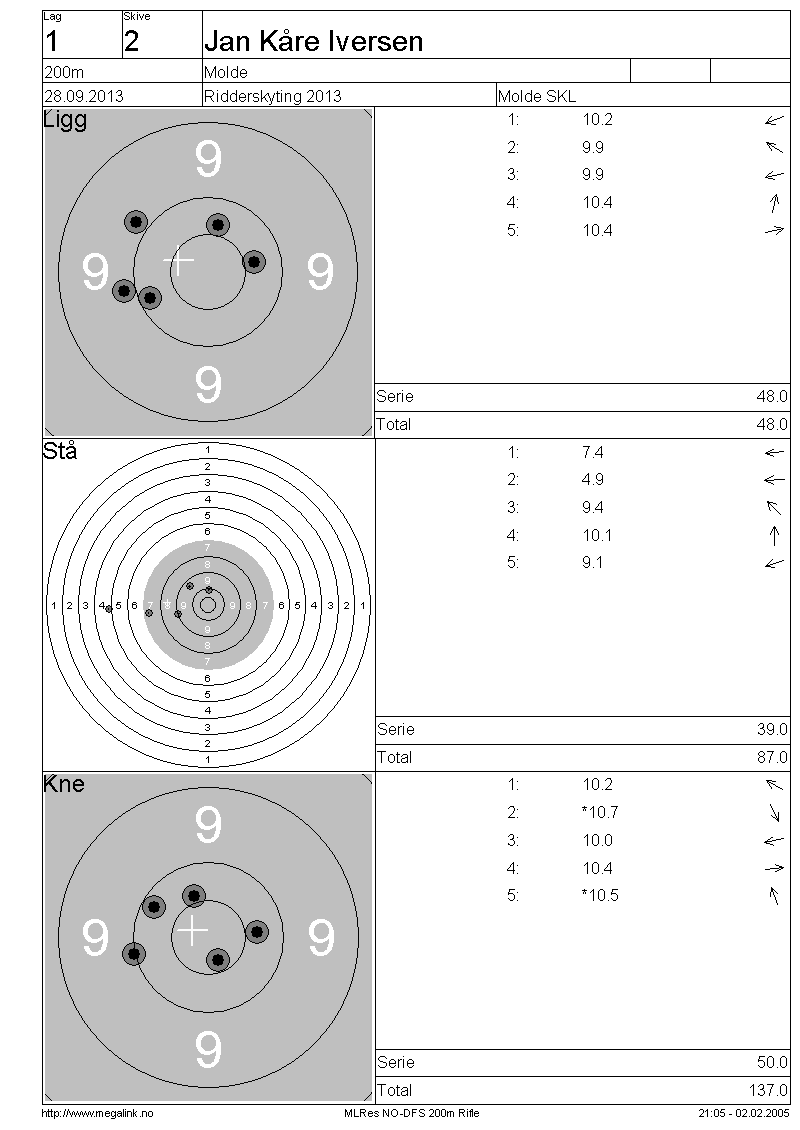 Lag Skive
1 2 Jan Kåre Iversen
200m Molde
28.09.2013 Ridderskyting 2013 Molde SKL
Ligg
9
9 9
9
1: 10.2
2: 9.9
3: 9.9
4: 10.4
5: 10.4
Serie 48.0
Total 48.0
Stå
1
2
3
4
5
6
7
8
9
1 2 3 4 5 6 7 8 9 9 8 7 6 5 4 3 2 1
9
8
7
6
5
4
3
2
1
1: 7.4
2: 4.9
3: 9.4
4: 10.1
5: 9.1
Serie 39.0
Total 87.0
Kne
9
9 9
9
1: 10.2
2: *10.7
3: 10.0
4: 10.4
5: *10.5
Serie 50.0
Total 137.0
http://www.megalink.no MLRes NO-DFS 200m Rifle 21:05 - 02.02.2005